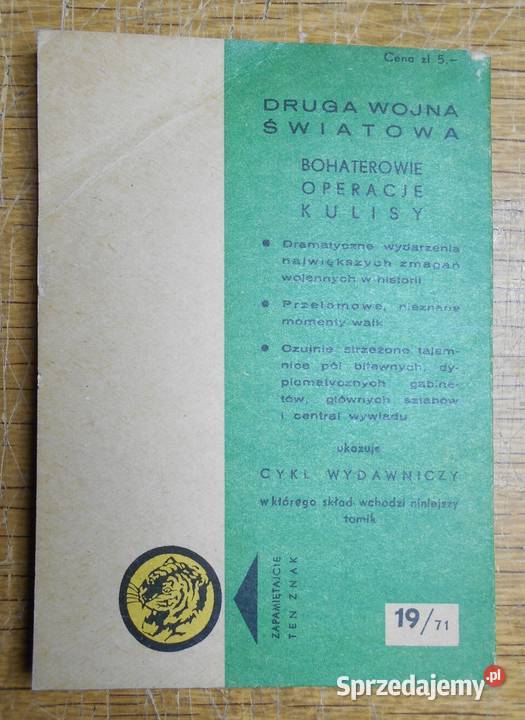 Cena zł 5,-
DRUGA WOJNA
ŚWIATOWA
BOHATEROWIE
OPERACJE
KULISY
• Dramatyczne wydarzenia
największych zmagań
wojennych w historii
• Przełomowe, nieznane
momenty walk
• Czujnie strzeżone tajem-
nice pól bitewnych, dy-
plomatycznych gabine-
tów, głównych sztabów
i central wywiadu
ukazuje
CYKL WYDAWNICZY
w którego skład wchodzi niniejszy
tomik
ZAPAMIĘTAJCIE
TEN ZNAK
19/71
Sprzedajemy.pl